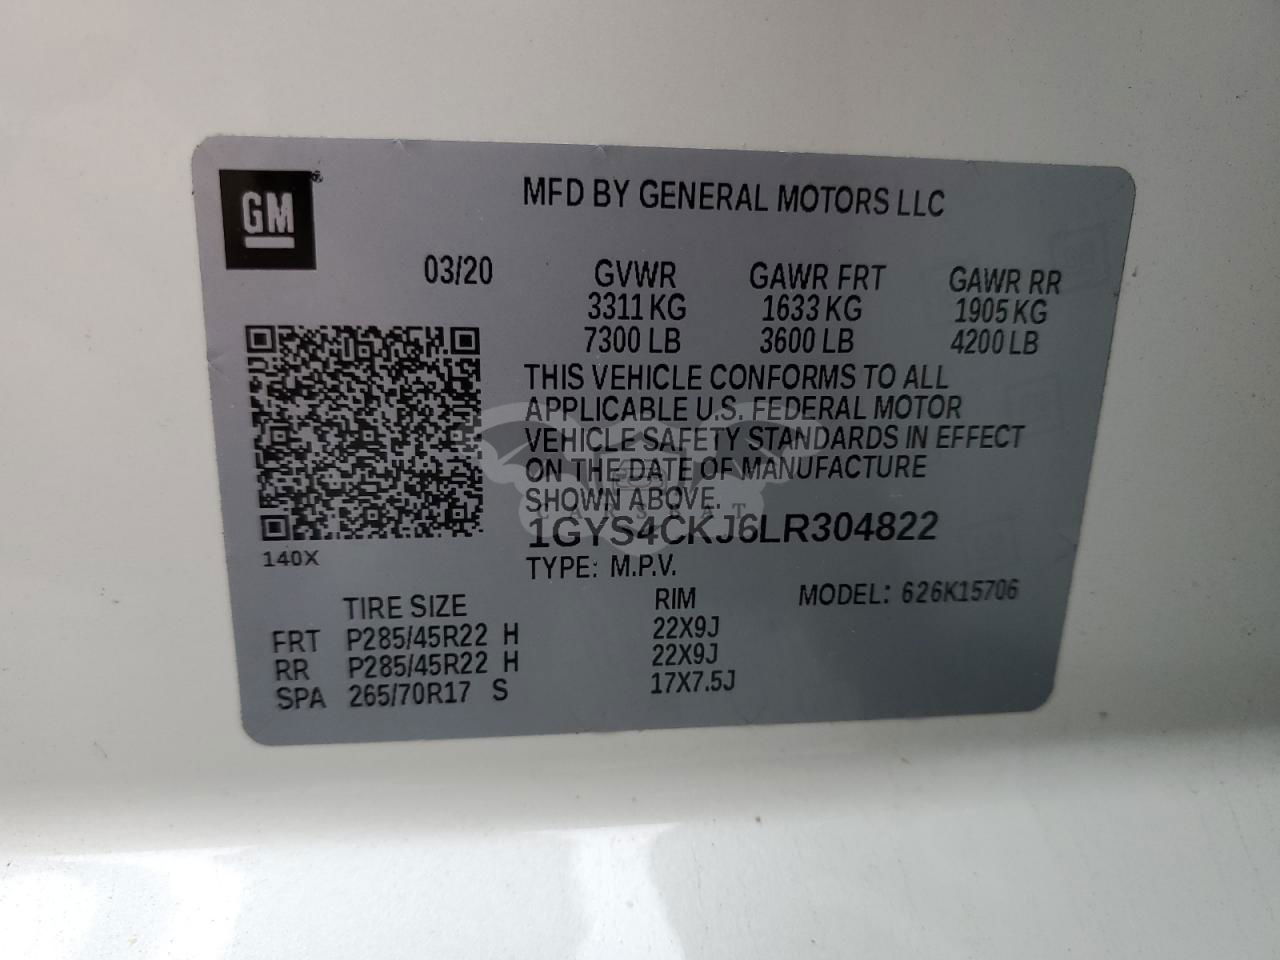 GM
MFD BY GENERAL MOTORS LLC
03/20 GVWR GAWR FRT GAWR RR
3311 KG 1633 KG 1905 KG
7300 LB 3600 LB 4200 LB
THIS VEHICLE CONFORMS TO ALL
APPLICABLE U.S. FEDERAL MOTOR
VEHICLE SAFETY STANDARDS IN EFFECT
ON THE DATE OF MANUFACTURE
SHOWN ABOVE.
CARSRAT
1GYS4CKJ6LR304822
140X
TYPE: M.P.V. MODEL: 626K15706
TIRE SIZE RIM
FRT P285/45R22 H 22X9J
RR P285/45R22 H 22X9J
SPA 265/70R17 S 17X7.5J